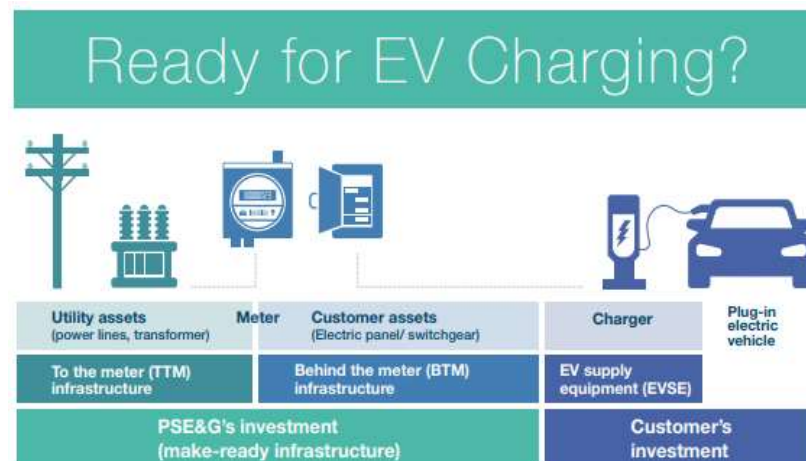 Ready for EV Charging?
Utility assets
(power lines, transformer)
Meter
Customer assets
(Electric panel/ switchgear)
Charger
Plug-in
electric
vehicle
To the meter (TTM)
infrastructure
Behind the meter (BTM)
infrastructure
EV supply
equipment (EVSE)
PSE&G's investment
(make-ready infrastructure)
Customer's
investment